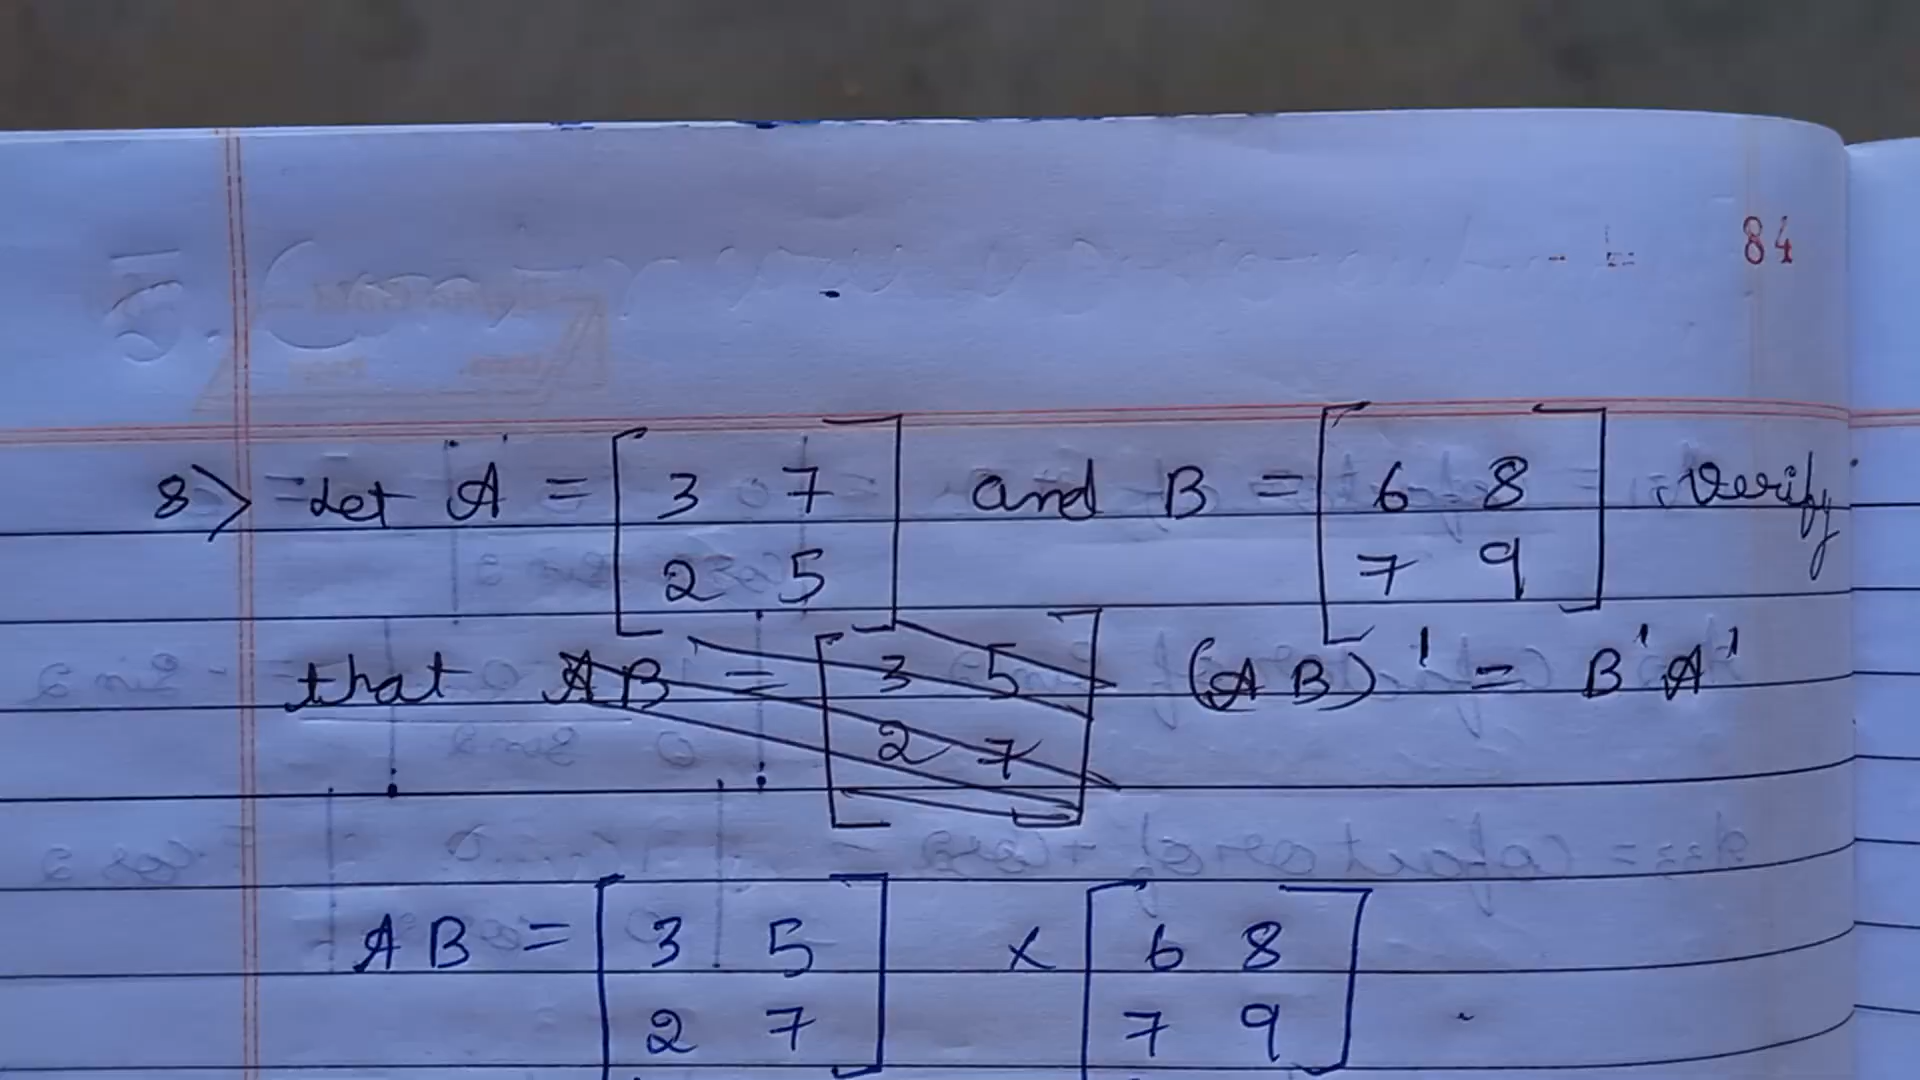 84
8> Let A = [3 7 and B = [6 8 , verify
2 5] 7 9]
that AB = [3 5 (AB)' = B'A'
2 7]
AB = [3 5 × [6 8
2 7] 7 9]